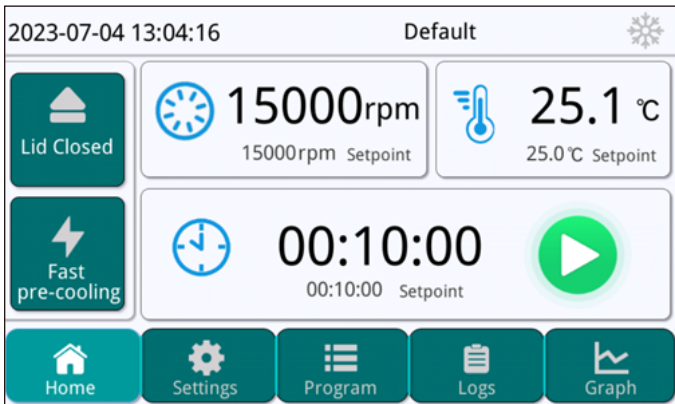 2023-07-04 13:04:16 Default
Lid Closed
15000rpm
15000rpm Setpoint
25.1 ℃
25.0℃ Setpoint
Fast
pre-cooling
00:10:00
00:10:00 Setpoint
Home Settings Program Logs Graph